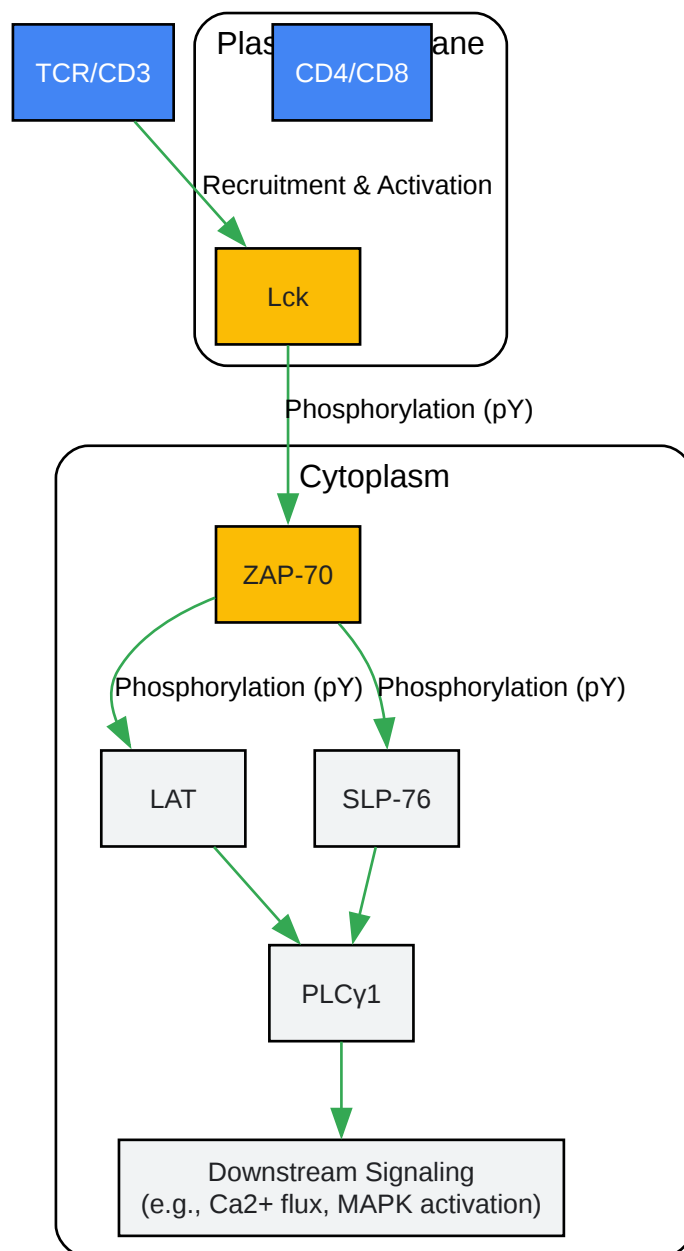 TCR/CD3
CD4/CD8
Recruitment & Activation
Lck
Phosphorylation (pY)
Cytoplasm
ZAP-70
Phosphorylation (pY)
Phosphorylation (pY)
LAT
SLP-76
PLCγ1
Downstream Signaling
(e.g., Ca2+ flux, MAPK activation)